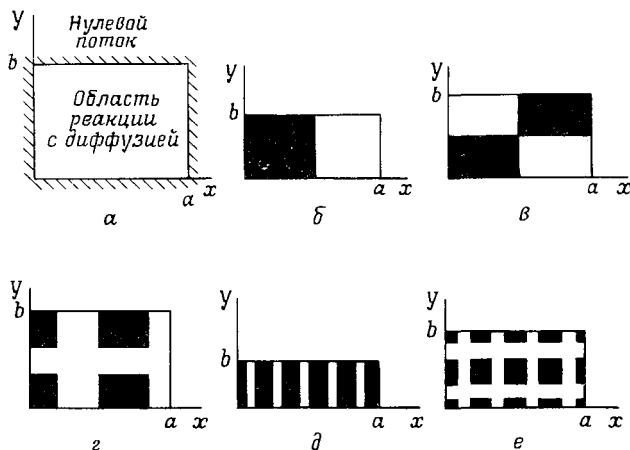 y
Нулевой
поток
b
Область
реакции
с диффузией
a
x
а
y
b
a
x
б
y
b
a
x
в
y
b
a
x
г
y
b
a
x
д
y
b
a
x
е